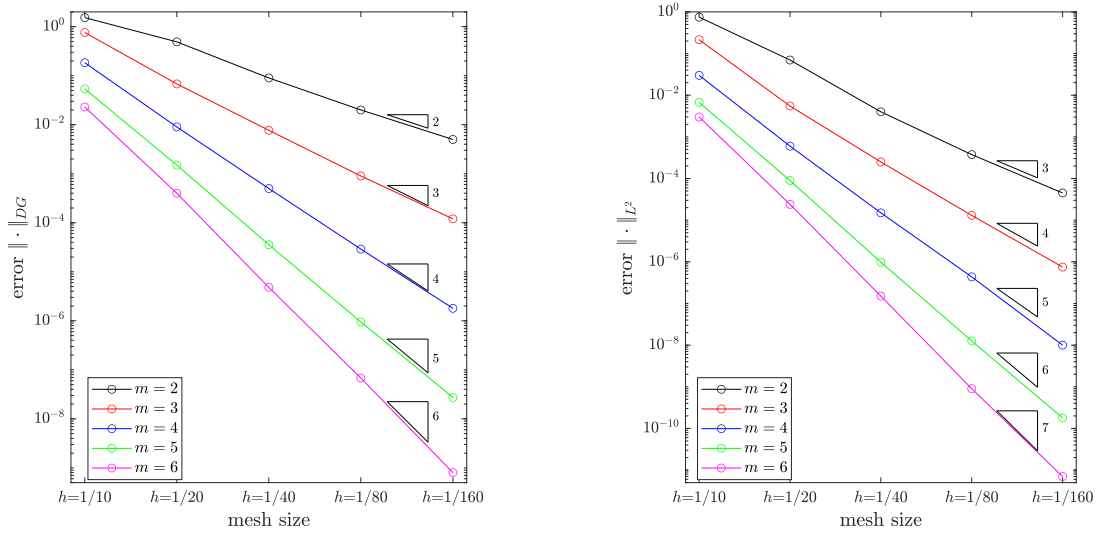 10^0
10^{-2}
10^{-4}
10^{-6}
10^{-8}
error ‖ · ‖_{DG}
2
3
4
5
6
m = 2
m = 3
m = 4
m = 5
m = 6
h=1/10
h=1/20
h=1/40
h=1/80
h=1/160
mesh size
10^0
10^{-2}
10^{-4}
10^{-6}
10^{-8}
10^{-10}
error ‖ · ‖_{L^2}
3
4
5
6
7
m = 2
m = 3
m = 4
m = 5
m = 6
h=1/10
h=1/20
h=1/40
h=1/80
h=1/160
mesh size